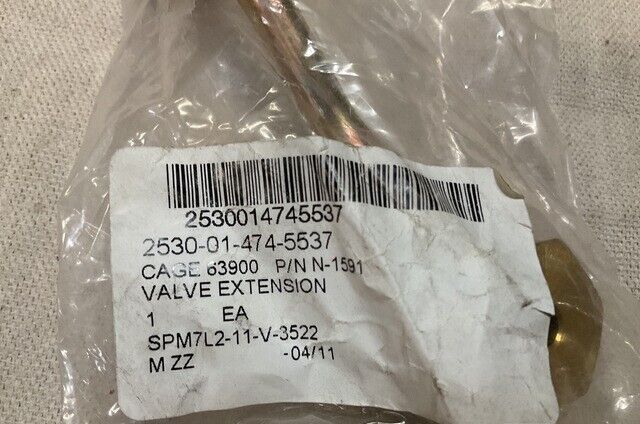 2530014745537
2530-01-474-5537
CAGE 63900 P/N N-1591
VALVE EXTENSION
1 EA
SPM7L2-11-V-3522
M ZZ -04/11